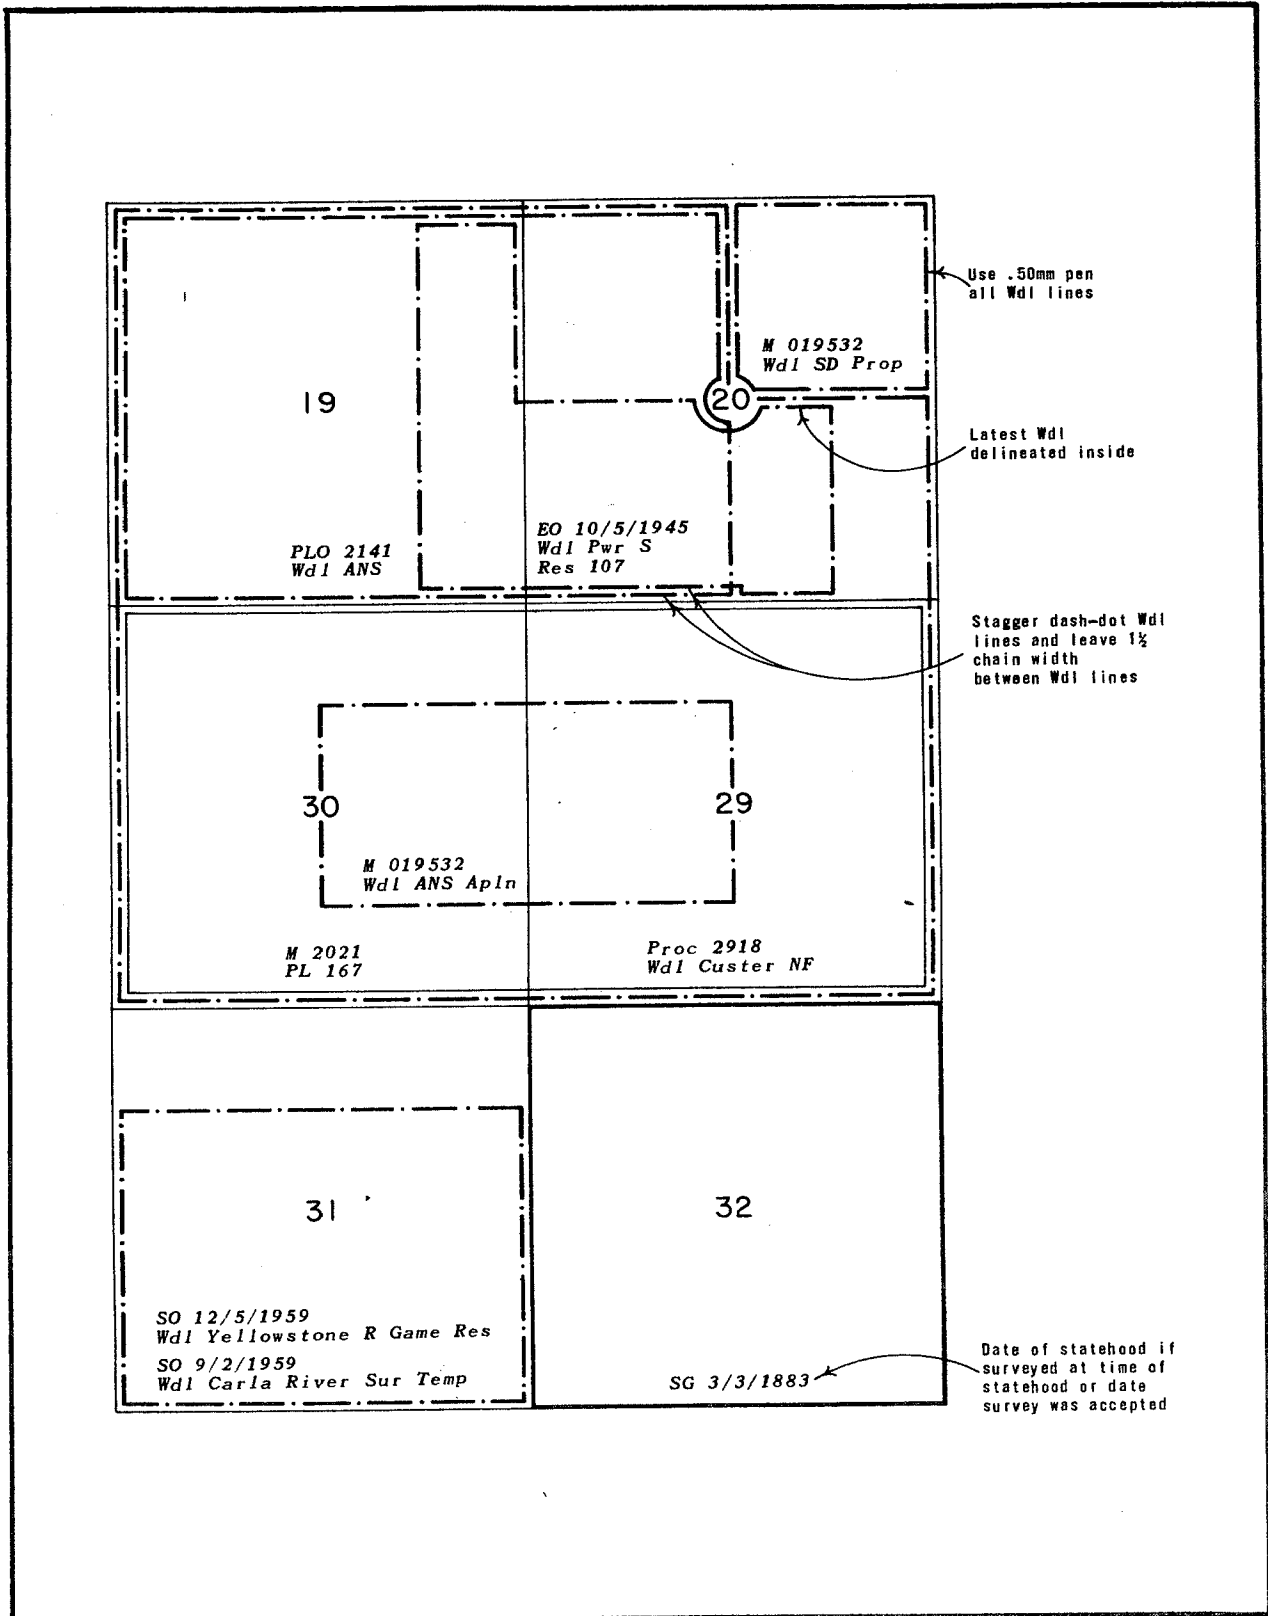 Use .50mm pen
all Wdl lines
M 019532
Wdl SD Prop
19
20
Latest Wdl
delineated inside
EO 10/5/1945
Wdl Pwr S
Res 107
PLO 2141
Wdl ANS
Stagger dash-dot Wdl
lines and leave 1½
chain width
between Wdl lines
30
29
M 019532
Wdl ANS Apln
M 2021
PL 167
Proc 2918
Wdl Custer NF
31
32
SO 12/5/1959
Wdl Yellowstone R Game Res
SO 9/2/1959
Wdl Carla River Sur Temp
SG 3/3/1883
Date of statehood if
surveyed at time of
statehood or date
survey was accepted